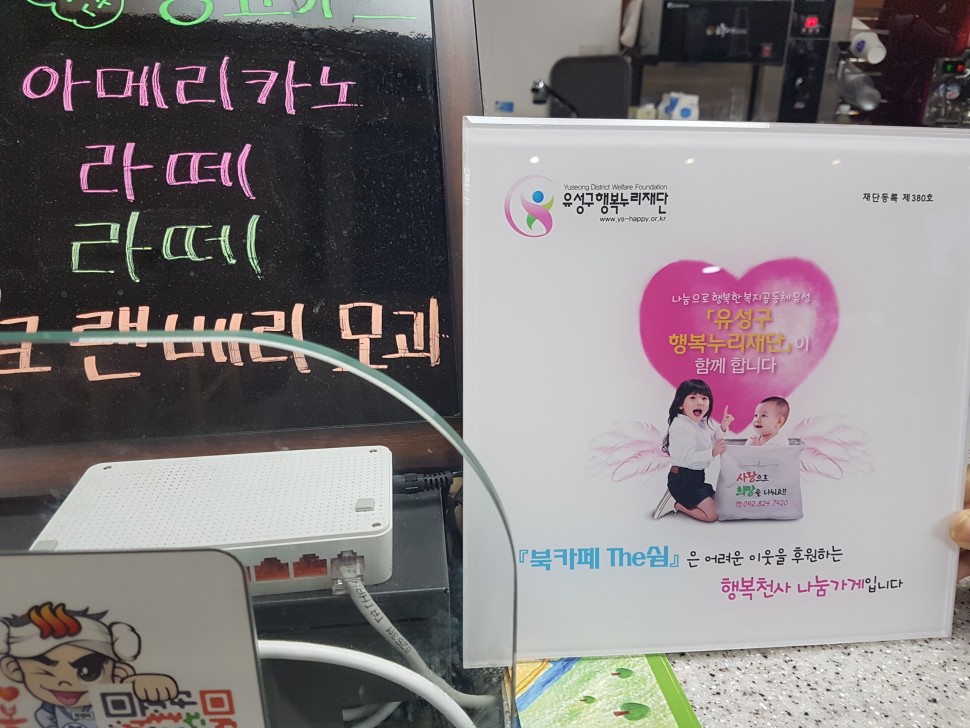 아메리카노
라떼
라떼
크랜베리 모과
Yuseong District Welfare Foundation
유성구행복누리재단
www.ys-happy.or.kr
재단등록 제380호
나눔으로 행복한 복지공동체 유성
「유성구
행복누리재단」이
함께 합니다
사랑으로
희망을 나눠요!!
☎042.824.7420
『북카페 The쉼』은 어려운 이웃을 후원하는
행복천사 나눔가게입니다